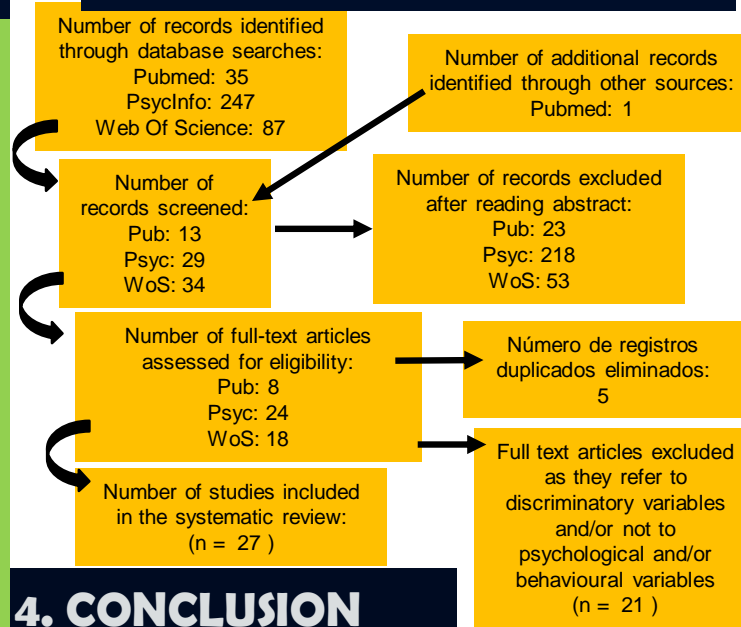 Number of records identified
through database searches:
Pubmed: 35
PsycInfo: 247
Web Of Science: 87
Number of additional records
identified through other sources:
Pubmed: 1
Number of
records screened:
Pub: 13
Psyc: 29
WoS: 34
Number of records excluded
after reading abstract:
Pub: 23
Psyc: 218
WoS: 53
Number of full-text articles
assessed for eligibility:
Pub: 8
Psyc: 24
WoS: 18
Número de registros
duplicados eliminados:
5
Full text articles excluded
as they refer to
discriminatory variables
and/or not to
psychological and/or
behavioural variables
(n = 21 )
Number of studies included
in the systematic review:
(n = 27 )
4. CONCLUSION